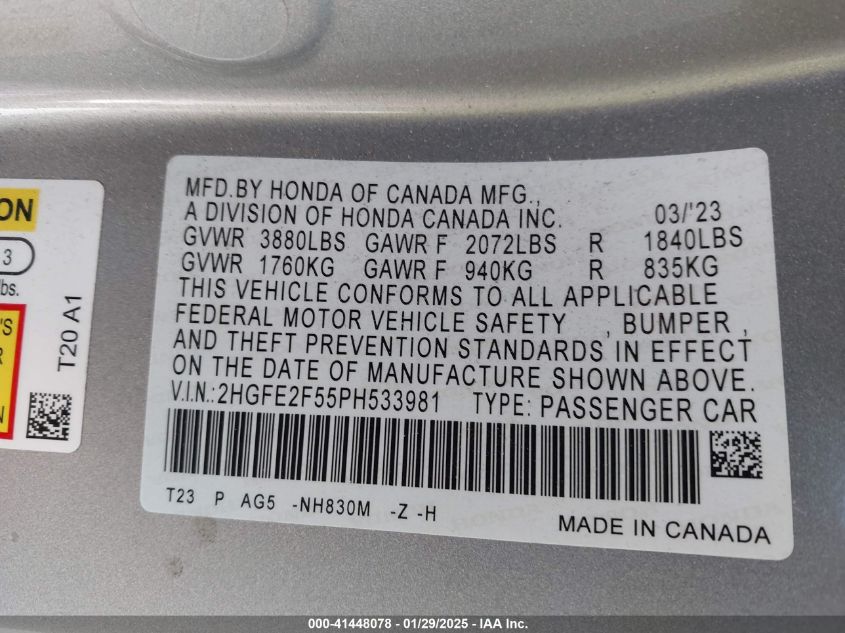 MFD.BY HONDA OF CANADA MFG.,
A DIVISION OF HONDA CANADA INC. 03/'23
GVWR 3880LBS GAWR F 2072LBS R 1840LBS
GVWR 1760KG GAWR F 940KG R 835KG
THIS VEHICLE CONFORMS TO ALL APPLICABLE
FEDERAL MOTOR VEHICLE SAFETY , BUMPER ,
AND THEFT PREVENTION STANDARDS IN EFFECT
ON THE DATE OF MANUFACTURE SHOWN ABOVE.
V.I.N.:2HGFE2F55PH533981 TYPE: PASSENGER CAR
T23 P AG5 -NH830M -Z -H
MADE IN CANADA
ON
3
lbs.
'S
R
N
T20 A1
000-41448078 - 01/29/2025 - IAA Inc.